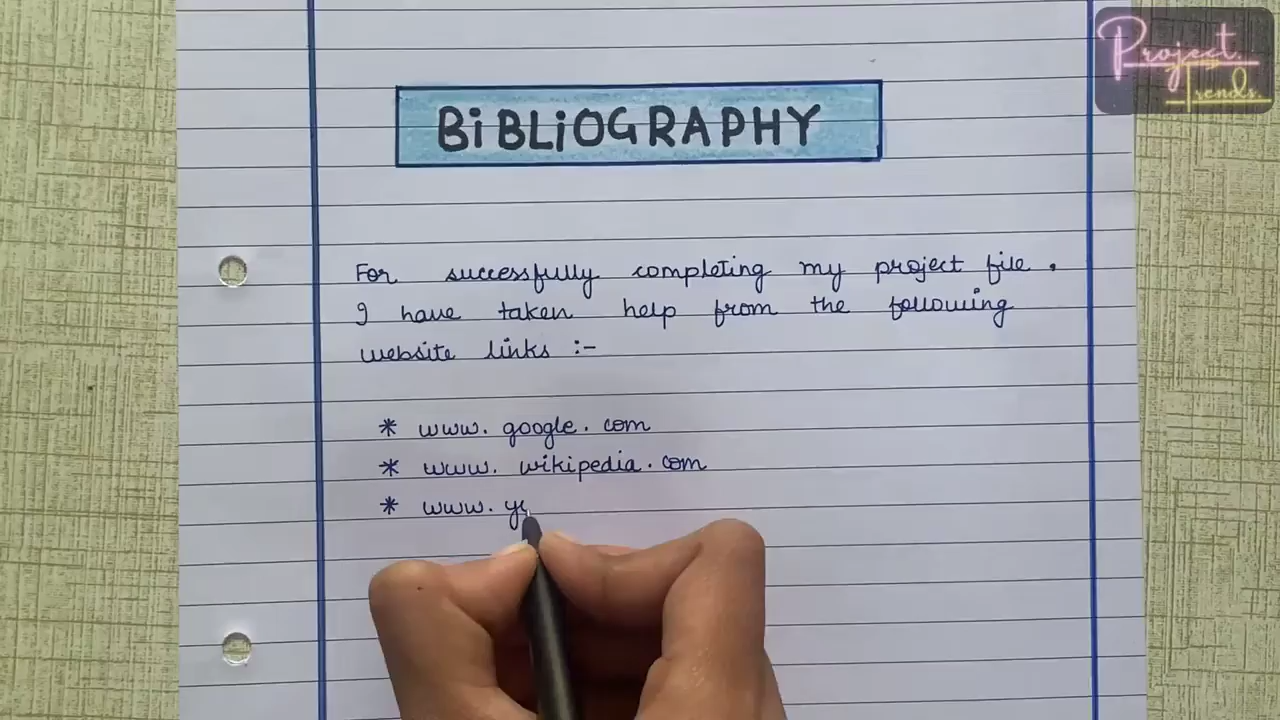 Project
Trends
BiBLiOGRAPHY
For successfully completing my project file .
I have taken help from the following
website links :-
* www. google. com
* www. wikipedia. com
* www. yo